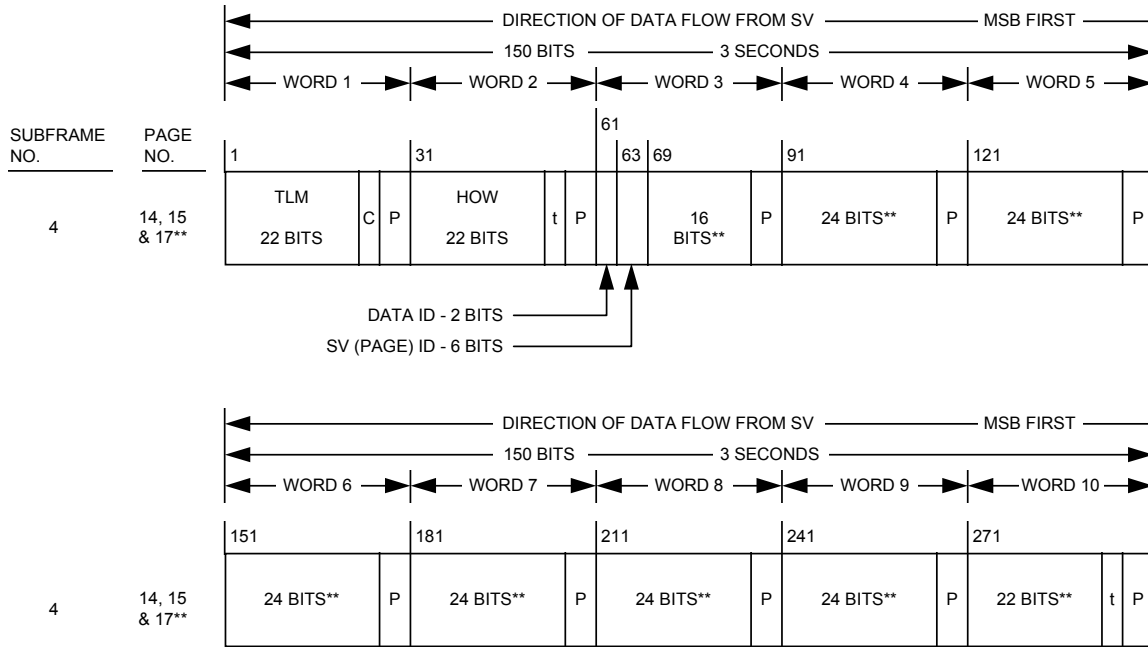 DIRECTION OF DATA FLOW FROM SV MSB FIRST
150 BITS 3 SECONDS
WORD 1 WORD 2 WORD 3 WORD 4 WORD 5
SUBFRAME NO.
PAGE NO.
1 31 61 63 69 91 121
4
14, 15 & 17**
TLM 22 BITS
C
P
HOW 22 BITS
t
P
16 BITS**
P
24 BITS**
P
24 BITS**
P
DATA ID - 2 BITS
SV (PAGE) ID - 6 BITS
DIRECTION OF DATA FLOW FROM SV MSB FIRST
150 BITS 3 SECONDS
WORD 6 WORD 7 WORD 8 WORD 9 WORD 10
151 181 211 241 271
4
14, 15 & 17**
24 BITS**
P
24 BITS**
P
24 BITS**
P
24 BITS**
P
22 BITS**
t
P